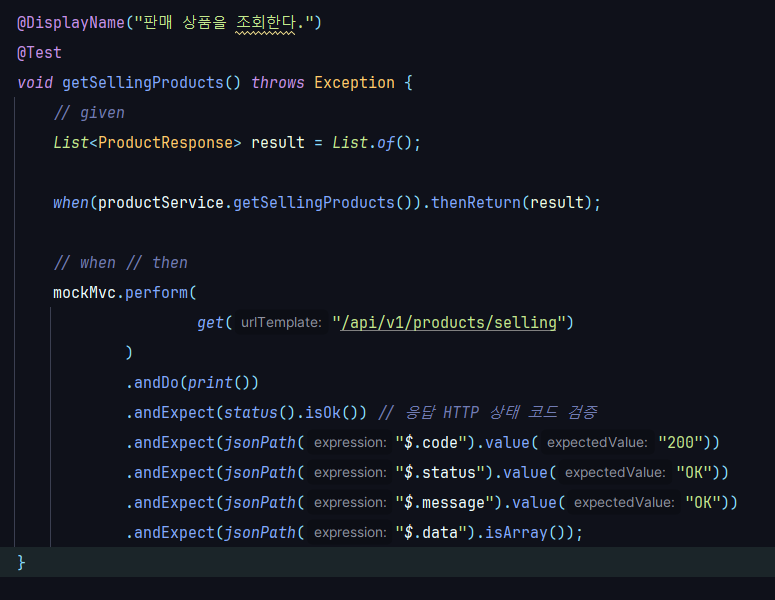 @DisplayName("판매 상품을 조회한다.")
@Test
void getSellingProducts() throws Exception {
// given
List<ProductResponse> result = List.of();
when(productService.getSellingProducts()).thenReturn(result);
// when // then
mockMvc.perform(
get( urlTemplate: "/api/v1/products/selling")
)
.andDo(print())
.andExpect(status().isOk()) // 응답 HTTP 상태 코드 검증
.andExpect(jsonPath( expression: "$.code").value( expectedValue: "200"))
.andExpect(jsonPath( expression: "$.status").value( expectedValue: "OK"))
.andExpect(jsonPath( expression: "$.message").value( expectedValue: "OK"))
.andExpect(jsonPath( expression: "$.data").isArray());
}